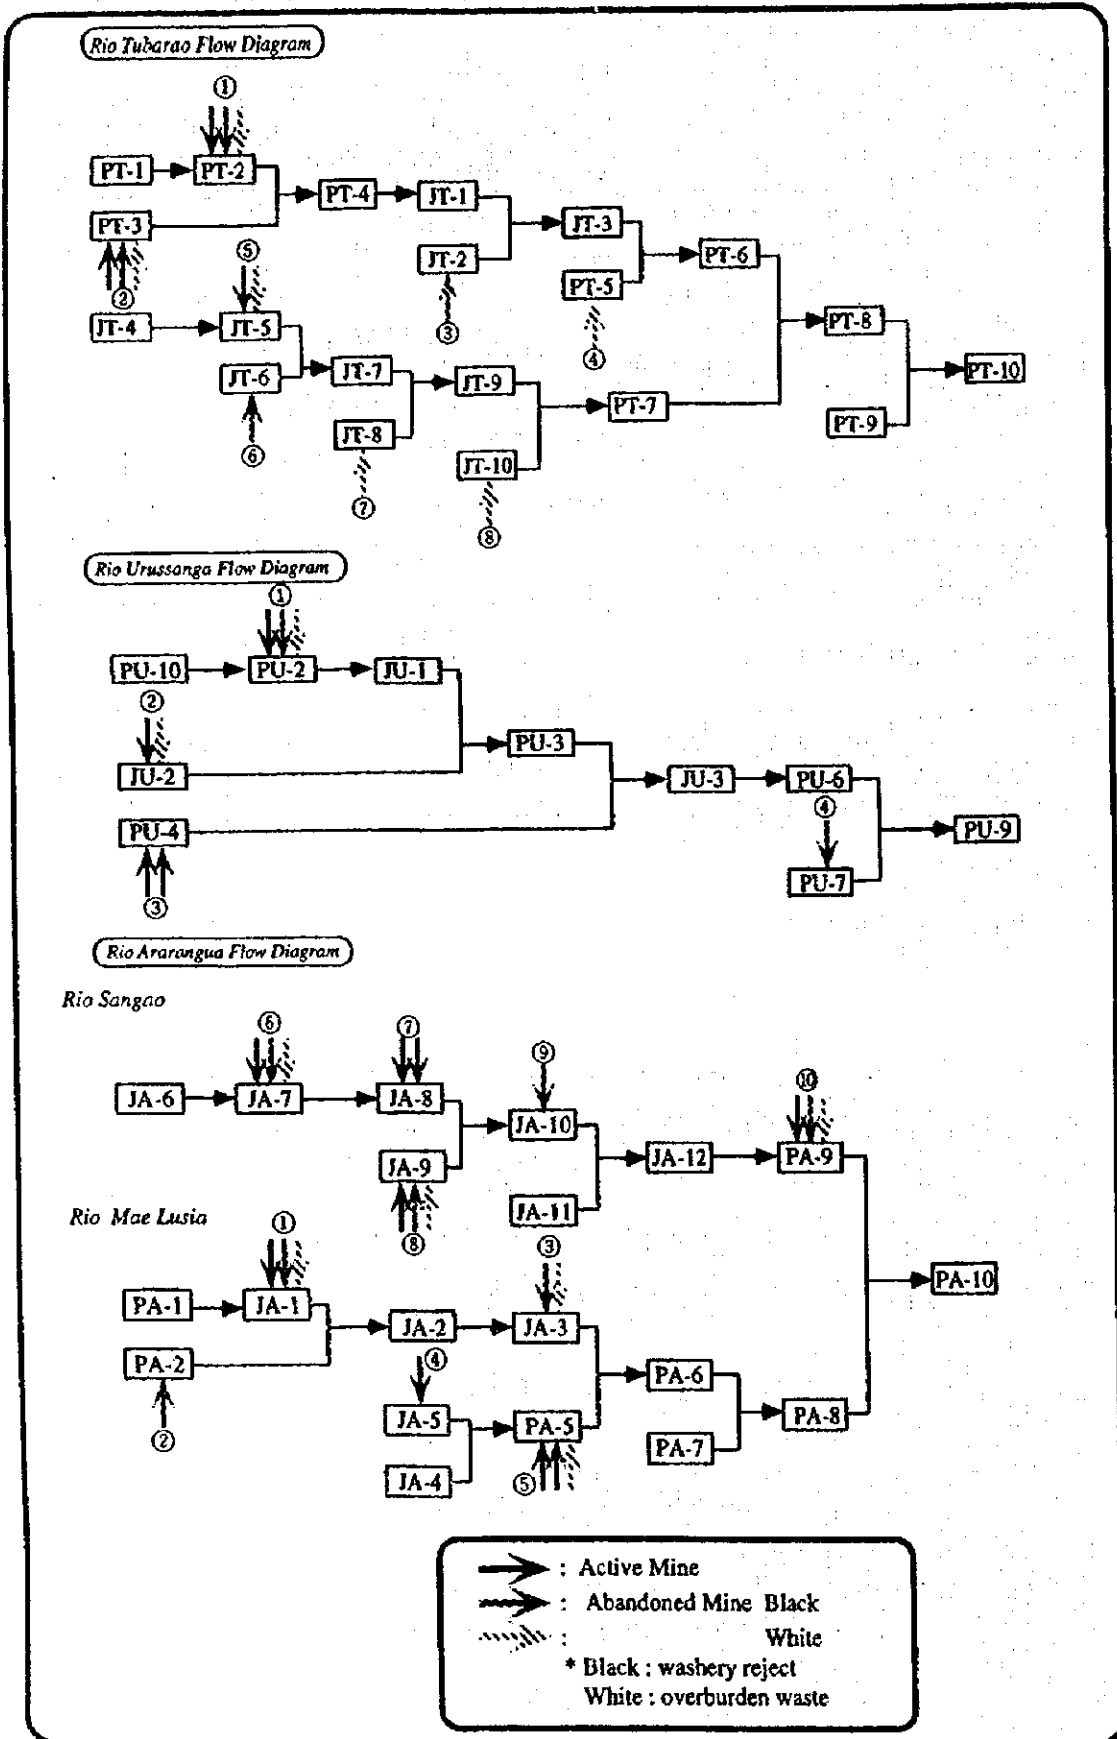 Rio Tubarao Flow Diagram
①
PT-1
PT-2
PT-4
JT-1
PT-3
JT-3
⑤
JT-2
PT-6
PT-5
②
JT-4
JT-5
③
PT-8
④
JT-6
JT-7
JT-9
PT-10
PT-7
JT-8
PT-9
⑥
JT-10
⑦
⑧
Rio Urussanga Flow Diagram
①
PU-10
PU-2
JU-1
②
PU-3
JU-2
JU-3
PU-6
④
PU-4
PU-9
PU-7
③
Rio Ararangua Flow Diagram
Rio Sangao
⑥
⑦
⑨
⑩
JA-6
JA-7
JA-8
JA-10
JA-9
JA-12
PA-9
JA-11
Rio Mae Lusia
①
⑧
③
PA-10
PA-1
JA-1
JA-2
JA-3
PA-2
④
PA-6
JA-5
PA-5
PA-8
②
PA-7
JA-4
⑤
: Active Mine
: Abandoned Mine Black
: White
* Black : washery reject
White : overburden waste